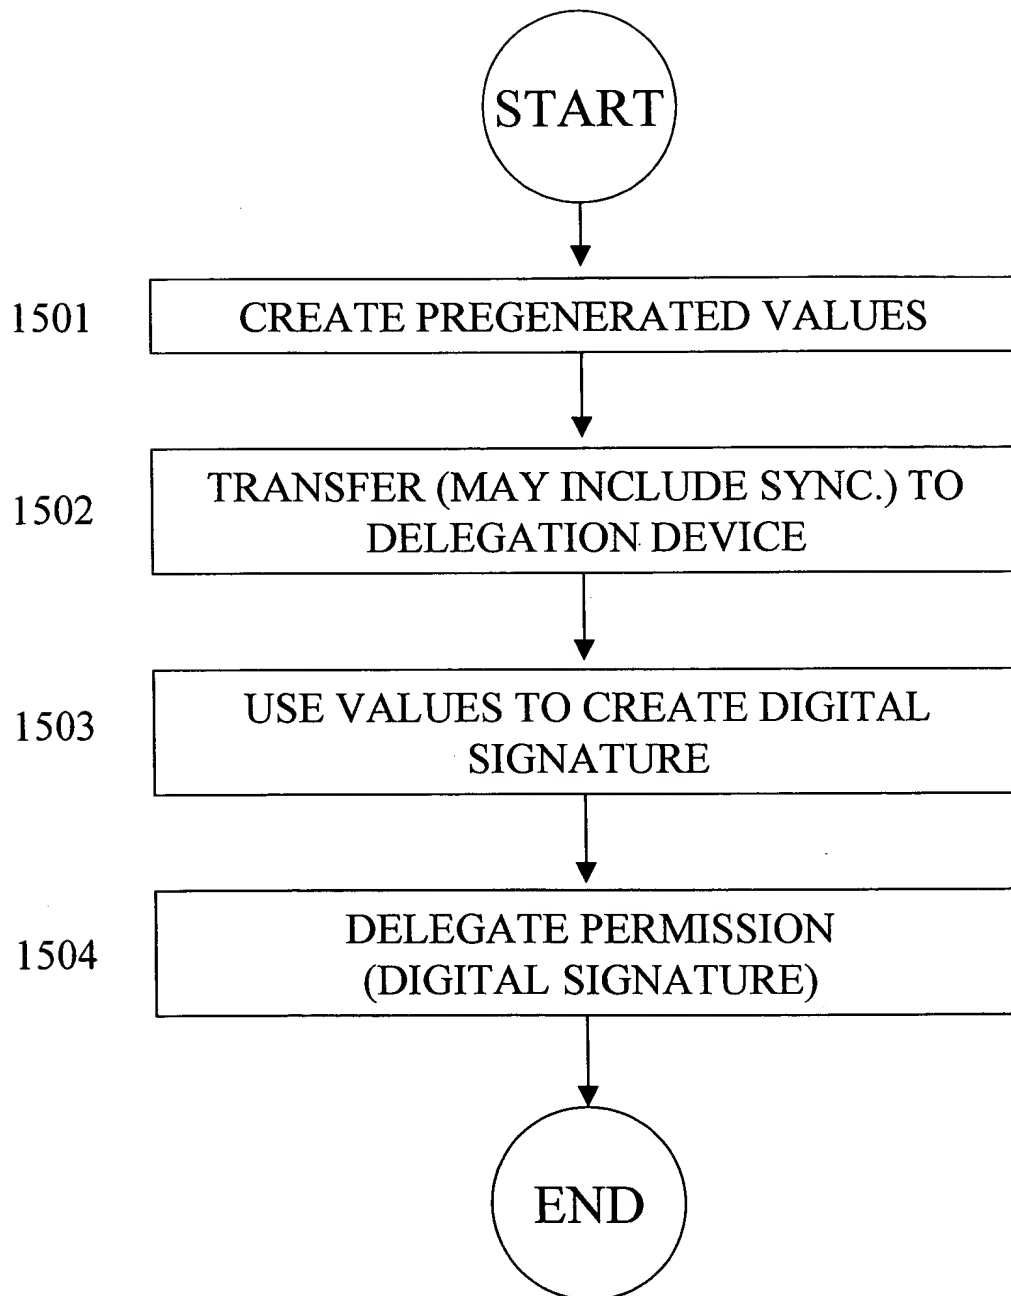 START
1501
CREATE PREGENERATED VALUES
1502
TRANSFER (MAY INCLUDE SYNC.) TO
DELEGATION DEVICE
1503
USE VALUES TO CREATE DIGITAL
SIGNATURE
1504
DELEGATE PERMISSION
(DIGITAL SIGNATURE)
END